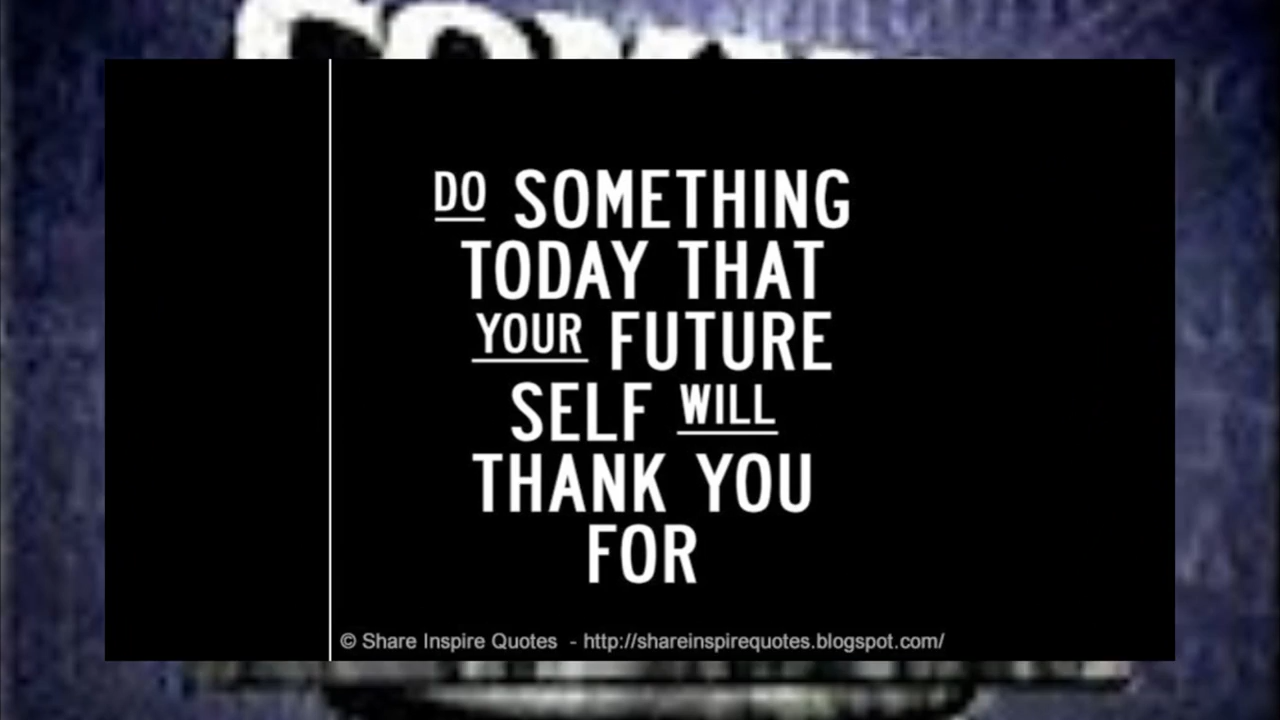 DO SOMETHING
TODAY THAT
YOUR FUTURE
SELF WILL
THANK YOU
FOR
© Share Inspire Quotes - http://shareinspirequotes.blogspot.com/